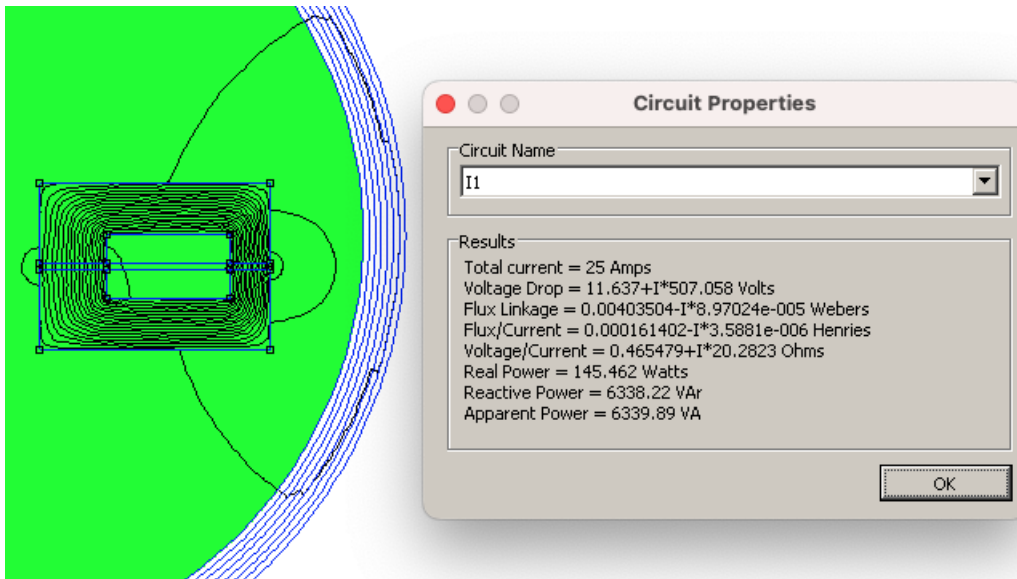 Circuit Properties
Circuit Name
I1
Results
Total current = 25 Amps
Voltage Drop = 11.637+I*507.058 Volts
Flux Linkage = 0.00403504-I*8.97024e-005 Webers
Flux/Current = 0.000161402-I*3.5881e-006 Henries
Voltage/Current = 0.465479+I*20.2823 Ohms
Real Power = 145.462 Watts
Reactive Power = 6338.22 VAr
Apparent Power = 6339.89 VA
OK